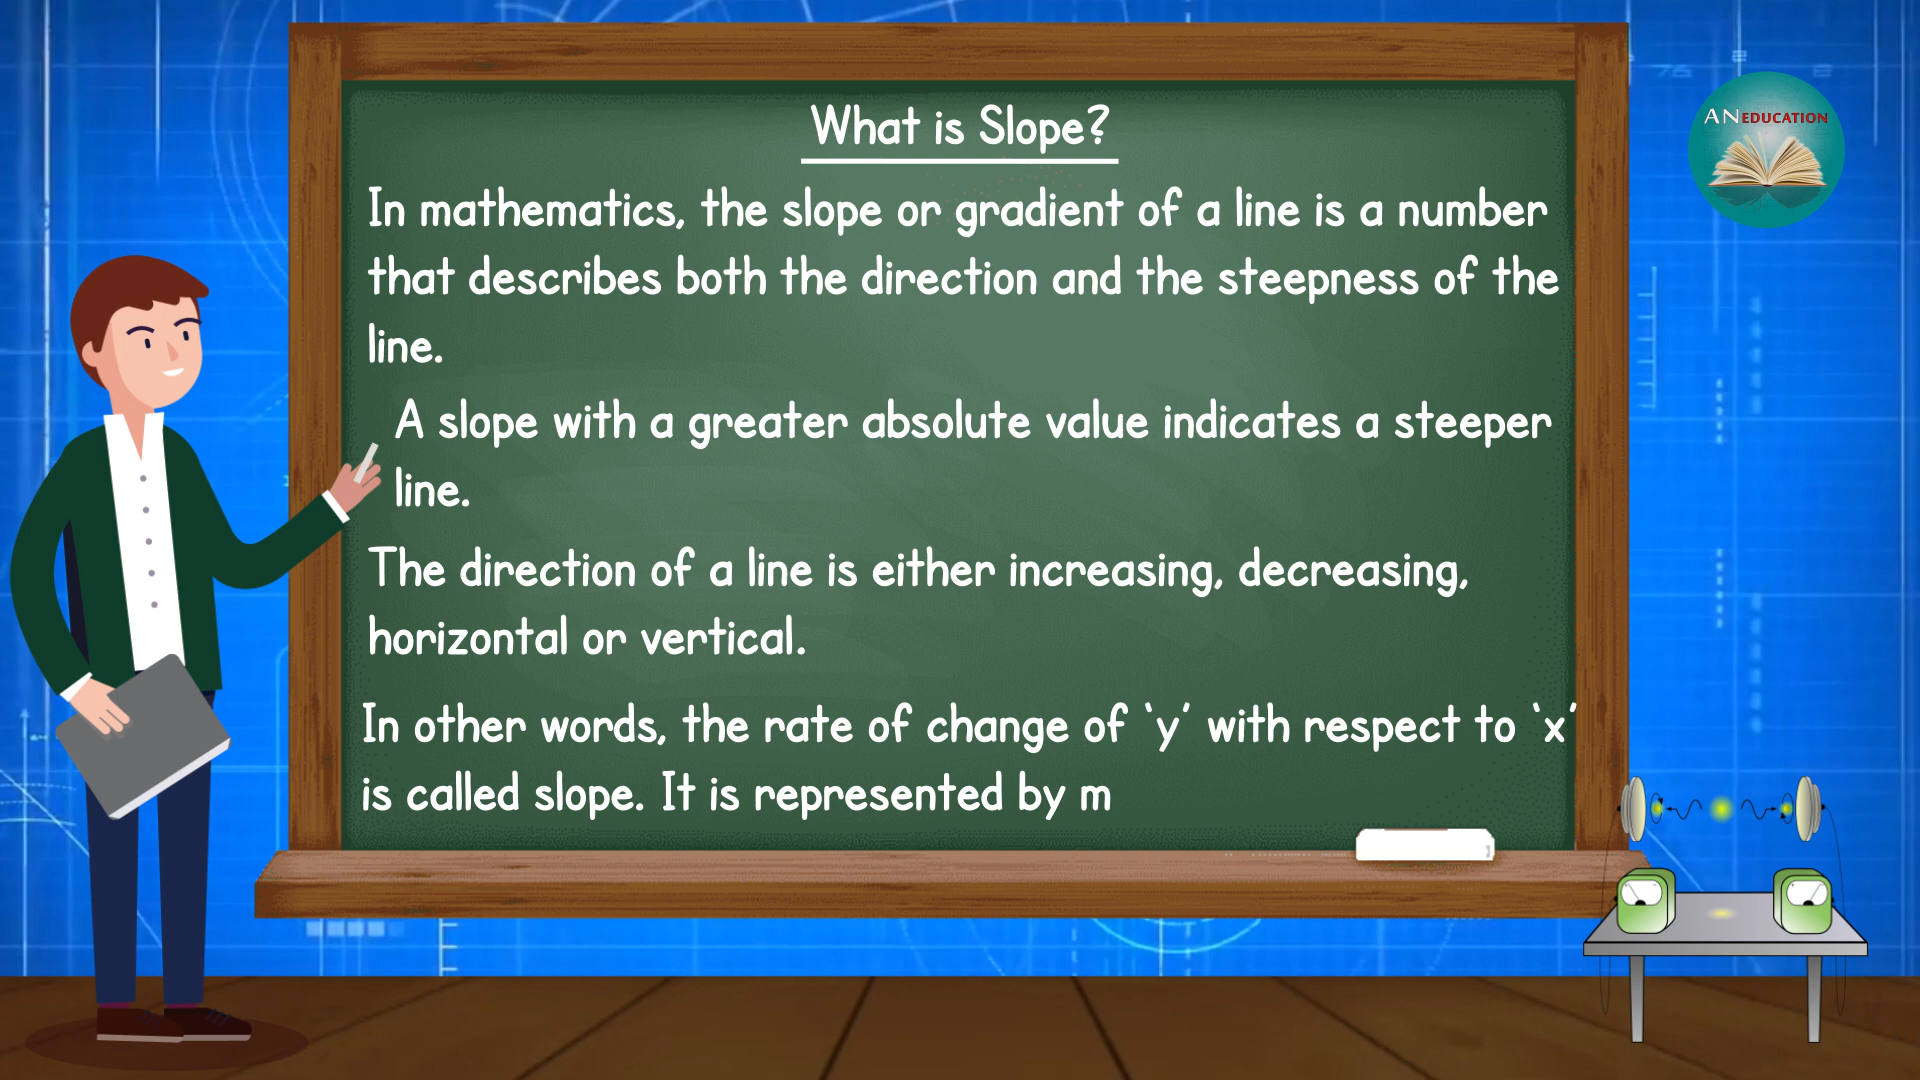 What is Slope?
AN EDUCATION
In mathematics, the slope or gradient of a line is a number
that describes both the direction and the steepness of the
line.
A slope with a greater absolute value indicates a steeper
line.
The direction of a line is either increasing, decreasing,
horizontal or vertical.
In other words, the rate of change of ‘y’ with respect to ‘x’
is called slope. It is represented by m